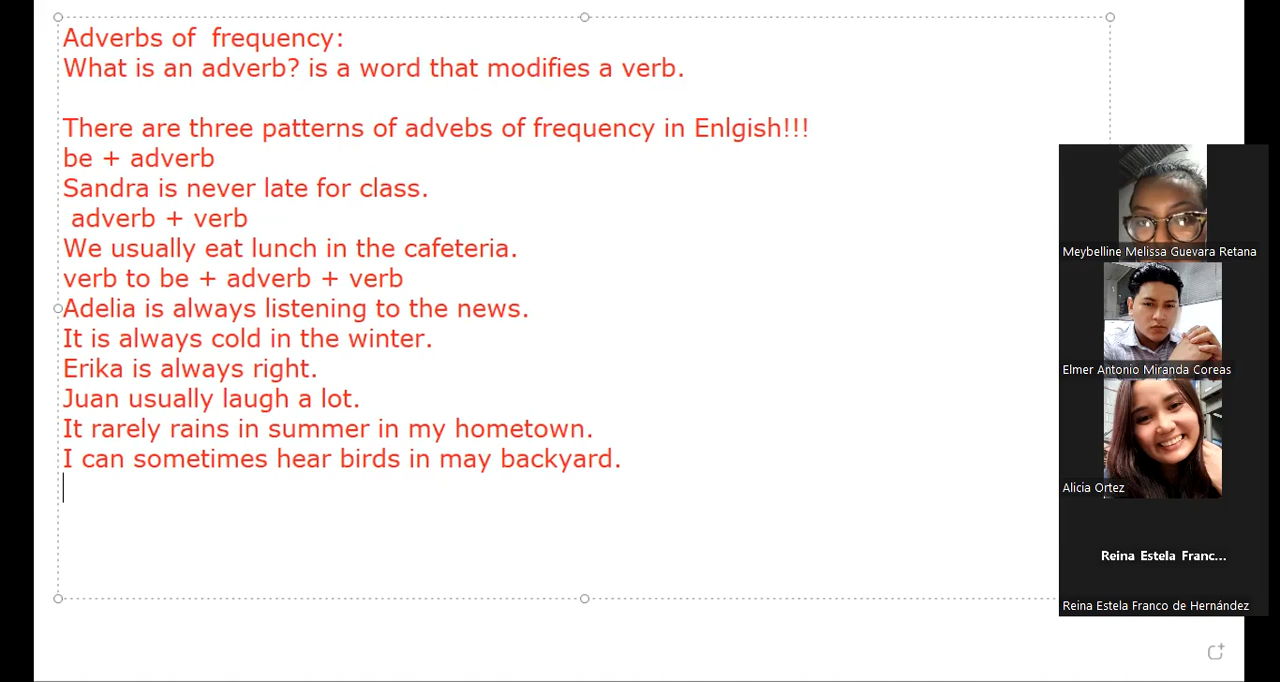 Adverbs of  frequency:
What is an adverb? is a word that modifies a verb.
There are three patterns of advebs of frequency in Enlgish!!!
be + adverb
Sandra is never late for class.
adverb + verb
We usually eat lunch in the cafeteria.
verb to be + adverb + verb
Adelia is always listening to the news.
It is always cold in the winter.
Erika is always right.
Juan usually laugh a lot.
It rarely rains in summer in my hometown.
I can sometimes hear birds in may backyard.
Meybelline Melissa Guevara Retana
Elmer Antonio Miranda Coreas
Alicia Ortez
Reina Estela Franc...
Reina Estela Franco de Hernández